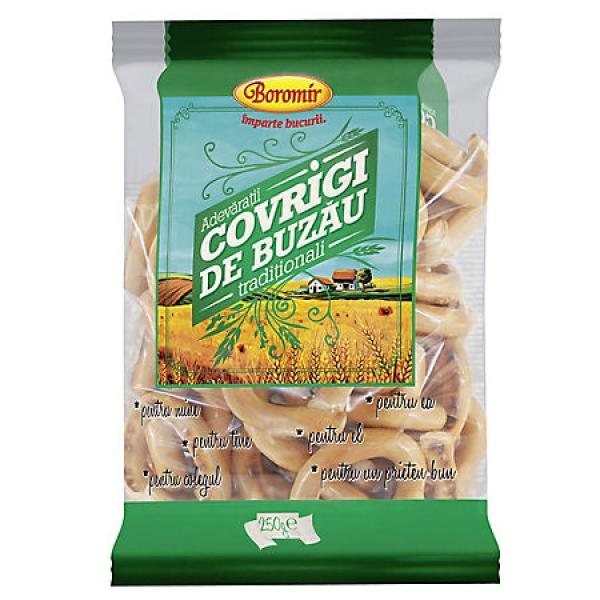 Boromir
împarte bucurii.
Adevărații
COVRIGI
DE BUZĂU
tradiționali
pentru mine
pentru ea
pentru tine
pentru el
pentru colegul
pentru un prieten bun
250g e